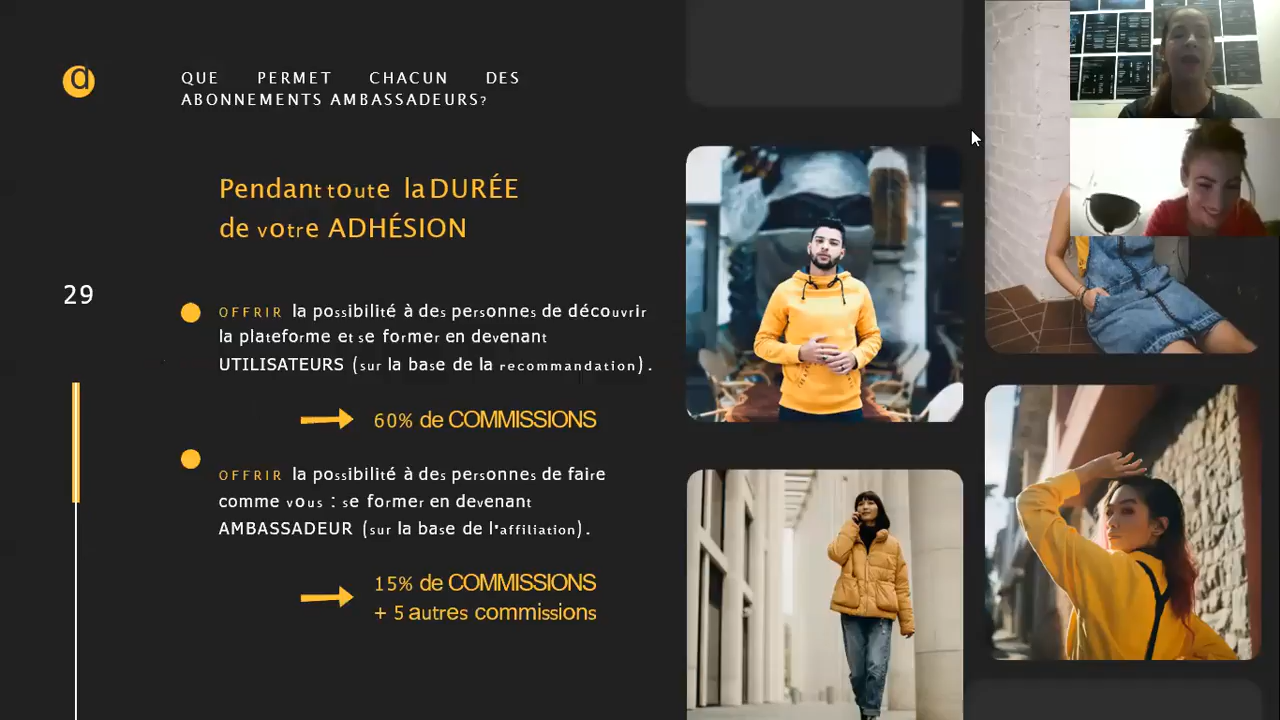 a
QUE PERMET CHACUN DES
ABONNEMENTS AMBASSADEURS?
Pendant toute la DURÉE
de votre ADHÉSION
29
OFFRIR la possibilité à des personnes de découvrir
la plateforme et se former en devenant
UTILISATEURS (sur la base de la recommandation).
60% de COMMISSIONS
OFFRIR la possibilité à des personnes de faire
comme vous : se former en devenant
AMBASSADEUR (sur la base de l'affiliation).
15% de COMMISSIONS
+ 5 autres commissions